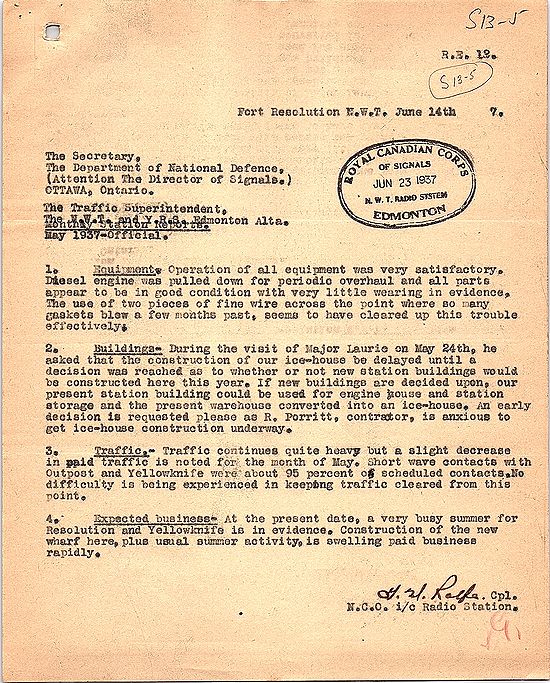 S13-5
R.E. 12.
S13-5
Fort Resolution N.W.T. June 14th 7.
ROYAL CANADIAN CORPS
OF SIGNALS
JUN 23 1937
N. W. T. RADIO SYSTEM
EDMONTON
The Secretary,
The Department of National Defence,
(Attention The Director of Signals.)
OTTAWA, Ontario.
The Traffic Superintendent,
The N.W.T. and Y.R.S. Edmonton Alta.
Monthly Station Reports.
May 1937-Official.
1. Equipment. Operation of all equipment was very satisfactory.
Diesel engine was pulled down for periodic overhaul and all parts
appear to be in good condition with very little wearing in evidence.
The use of two pieces of fine wire across the point where so many
gaskets blew a few months past, seems to have cleared up this trouble
effectively.
2. Buildings- During the visit of Major Laurie on May 24th, he
asked that the construction of our ice-house be delayed until a
decision was reached as to whether or not new station buildings would
be constructed here this year. If new buildings are decided upon, our
present station building could be used for engine house and station
storage and the present warehouse converted into an ice-house. An early
decision is requested please as R. Porritt, contrator, is anxious to
get ice-house construction underway.
3. Traffic.- Traffic continues quite heavy but a slight decrease
in paid traffic is noted for the month of May. Short wave contacts with
Outpost and Yellowknife were about 95 percent of scheduled contacts.No
difficulty is being experienced in keeping traffic cleared from this
point.
4. Expected business- At the present date, a very busy summer for
Resolution and Yellowknife is in evidence. Construction of the new
wharf here, plus usual summer activity, is swelling paid business
rapidly.
Rolfe. Cpl.
N.C.O. i/c Radio Station.